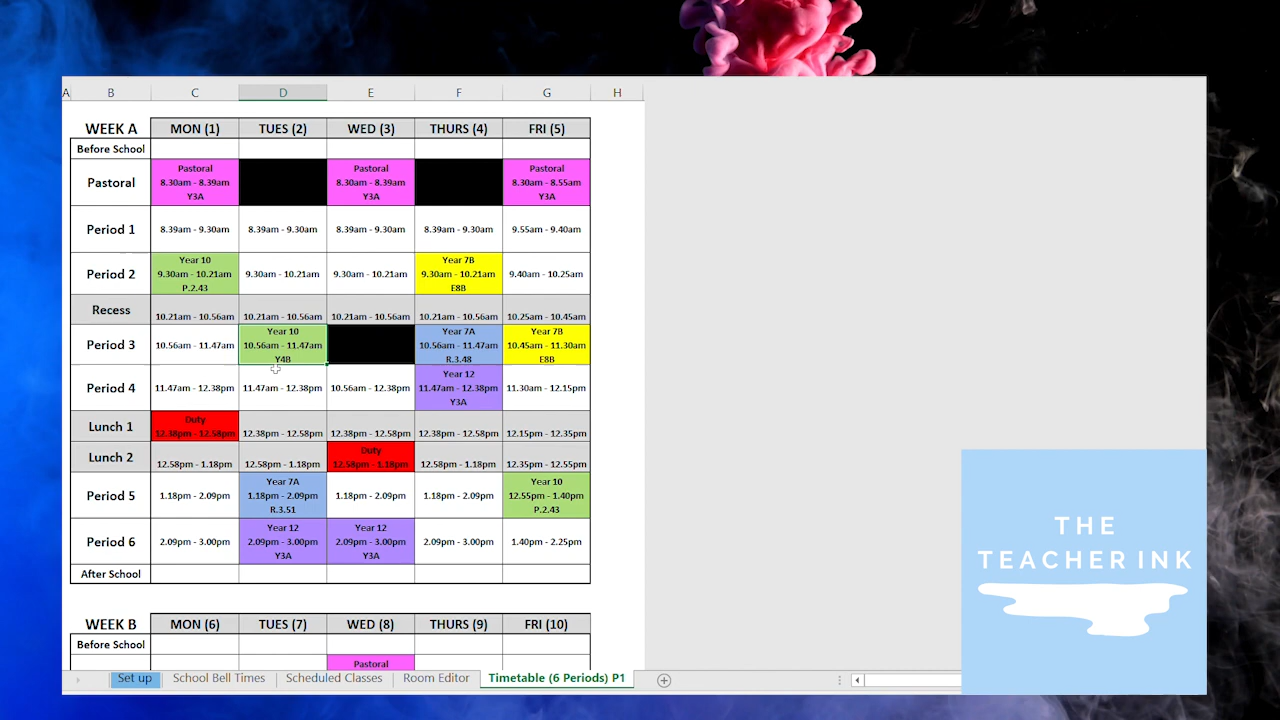 A B C D E F G H
WEEK A MON (1) TUES (2) WED (3) THURS (4) FRI (5)
Before School
Pastoral Pastoral Pastoral
Pastoral 8.30am - 8.39am 8.30am - 8.39am 8.30am - 8.55am
Y3A Y3A Y3A
Period 1 8.39am - 9.30am 8.39am - 9.30am 8.39am - 9.30am 8.39am - 9.30am 9.55am - 9.40am
Year 10 Year 7B
Period 2 9.30am - 10.21am 9.30am - 10.21am 9.30am - 10.21am 9.30am - 10.21am 9.40am - 10.25am
P.2.43 E8B
Recess 10.21am - 10.56am 10.21am - 10.56am 10.21am - 10.56am 10.21am - 10.56am 10.25am - 10.45am
Year 10 Year 7A Year 7B
Period 3 10.56am - 11.47am 10.56am - 11.47am 10.56am - 11.47am 10.45am - 11.30am
Y4B R.3.48 E8B
Year 12
Period 4 11.47am - 12.38pm 11.47am - 12.38pm 10.56am - 12.38pm 11.47am - 12.38pm 11.30am - 12.15pm
Y3A
Duty
Lunch 1 12.38pm - 12.58pm 12.38pm - 12.58pm 12.38pm - 12.58pm 12.38pm - 12.58pm 12.15pm - 12.35pm
Duty
Lunch 2 12.58pm - 1.18pm 12.58pm - 1.18pm 12.58pm - 1.18pm 12.58pm - 1.18pm 12.35pm - 12.55pm
Year 7A Year 10
Period 5 1.18pm - 2.09pm 1.18pm - 2.09pm 1.18pm - 2.09pm 1.18pm - 2.09pm 12.55pm - 1.40pm
R.3.51 P.2.43
Year 12 Year 12
Period 6 2.09pm - 3.00pm 2.09pm - 3.00pm 2.09pm - 3.00pm 2.09pm - 3.00pm 1.40pm - 2.25pm
Y3A Y3A
After School
WEEK B MON (6) TUES (7) WED (8) THURS (9) FRI (10)
Before School
Pastoral
Set up School Bell Times Scheduled Classes Room Editor Timetable (6 Periods) P1
THE
TEACHER INK